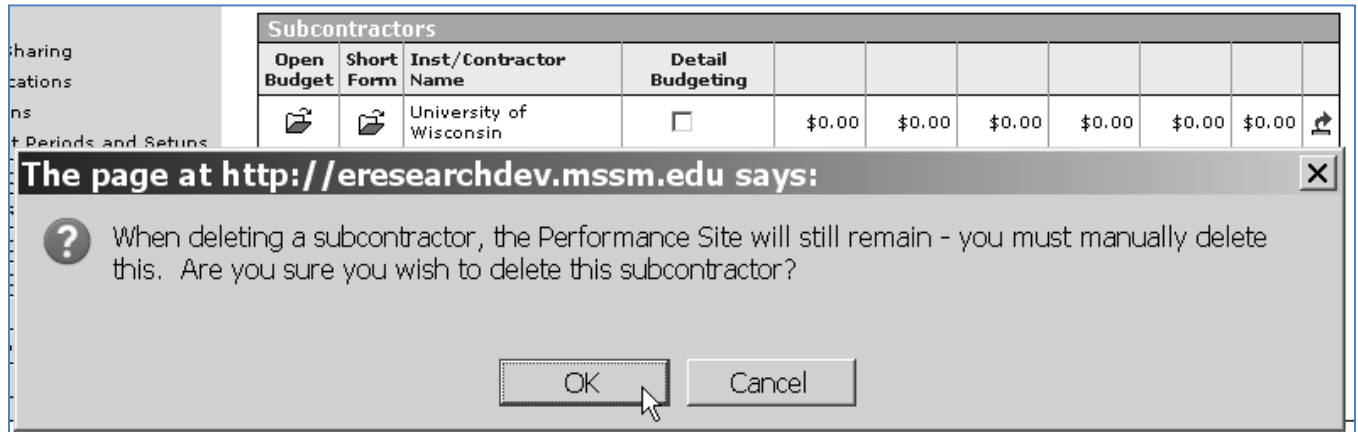 Subcontractors
haring
cations
ns
t Periods and Setups
Open Budget Short Form Inst/Contractor Name Detail Budgeting
University of Wisconsin $0.00 $0.00 $0.00 $0.00 $0.00 $0.00
The page at http://eresearchdev.mssm.edu says:
When deleting a subcontractor, the Performance Site will still remain - you must manually delete
this. Are you sure you wish to delete this subcontractor?
OK Cancel